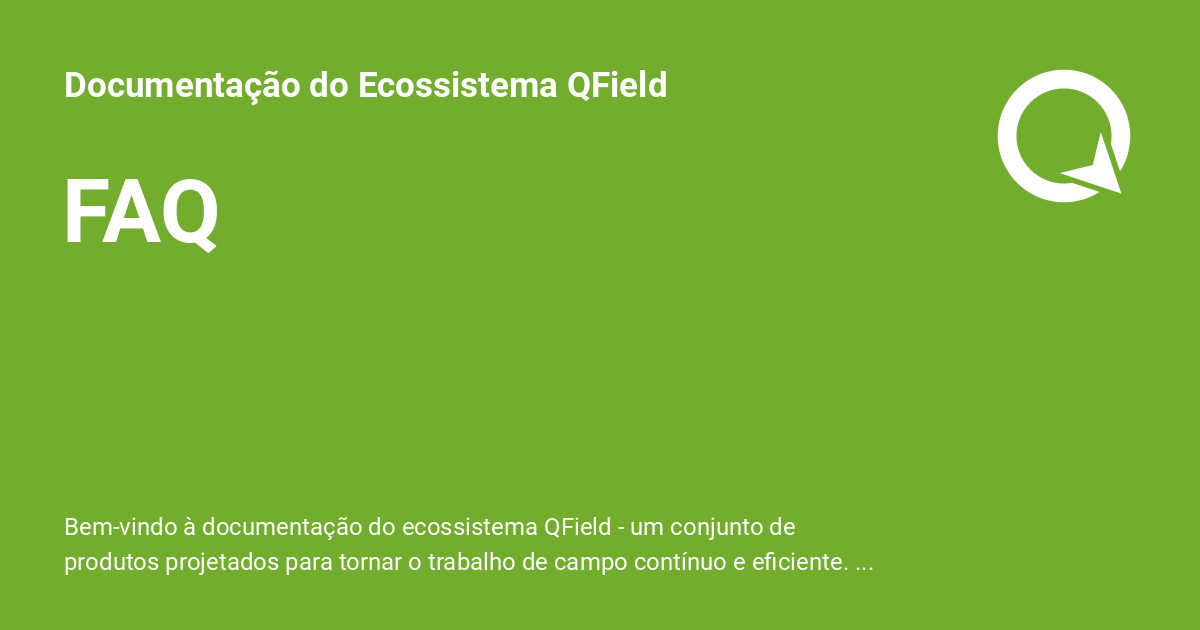 Documentação do Ecossistema QField
FAQ
Bem-vindo à documentação do ecossistema QField - um conjunto de
produtos projetados para tornar o trabalho de campo contínuo e eficiente. ...